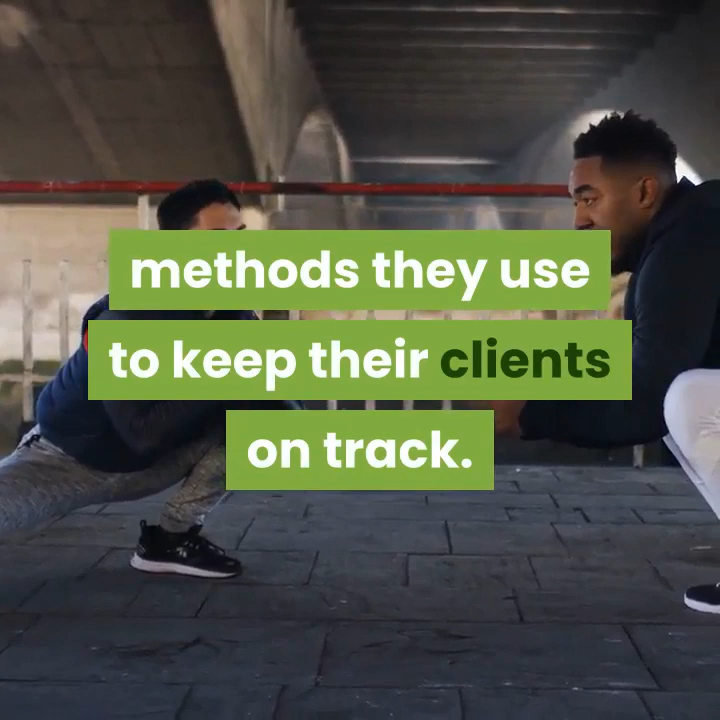 methods they use
to keep their clients
on track.